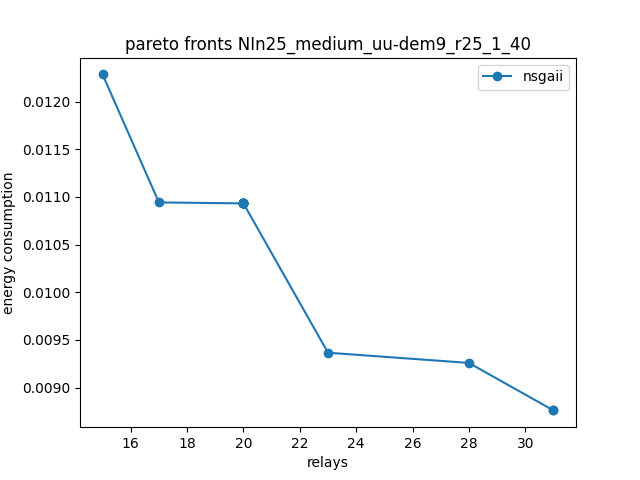 pareto fronts NIn25_medium_uu-dem9_r25_1_40
nsgaii
energy consumption
0.0120
0.0115
0.0110
0.0105
0.0100
0.0095
0.0090
16 18 20 22 24 26 28 30
relays